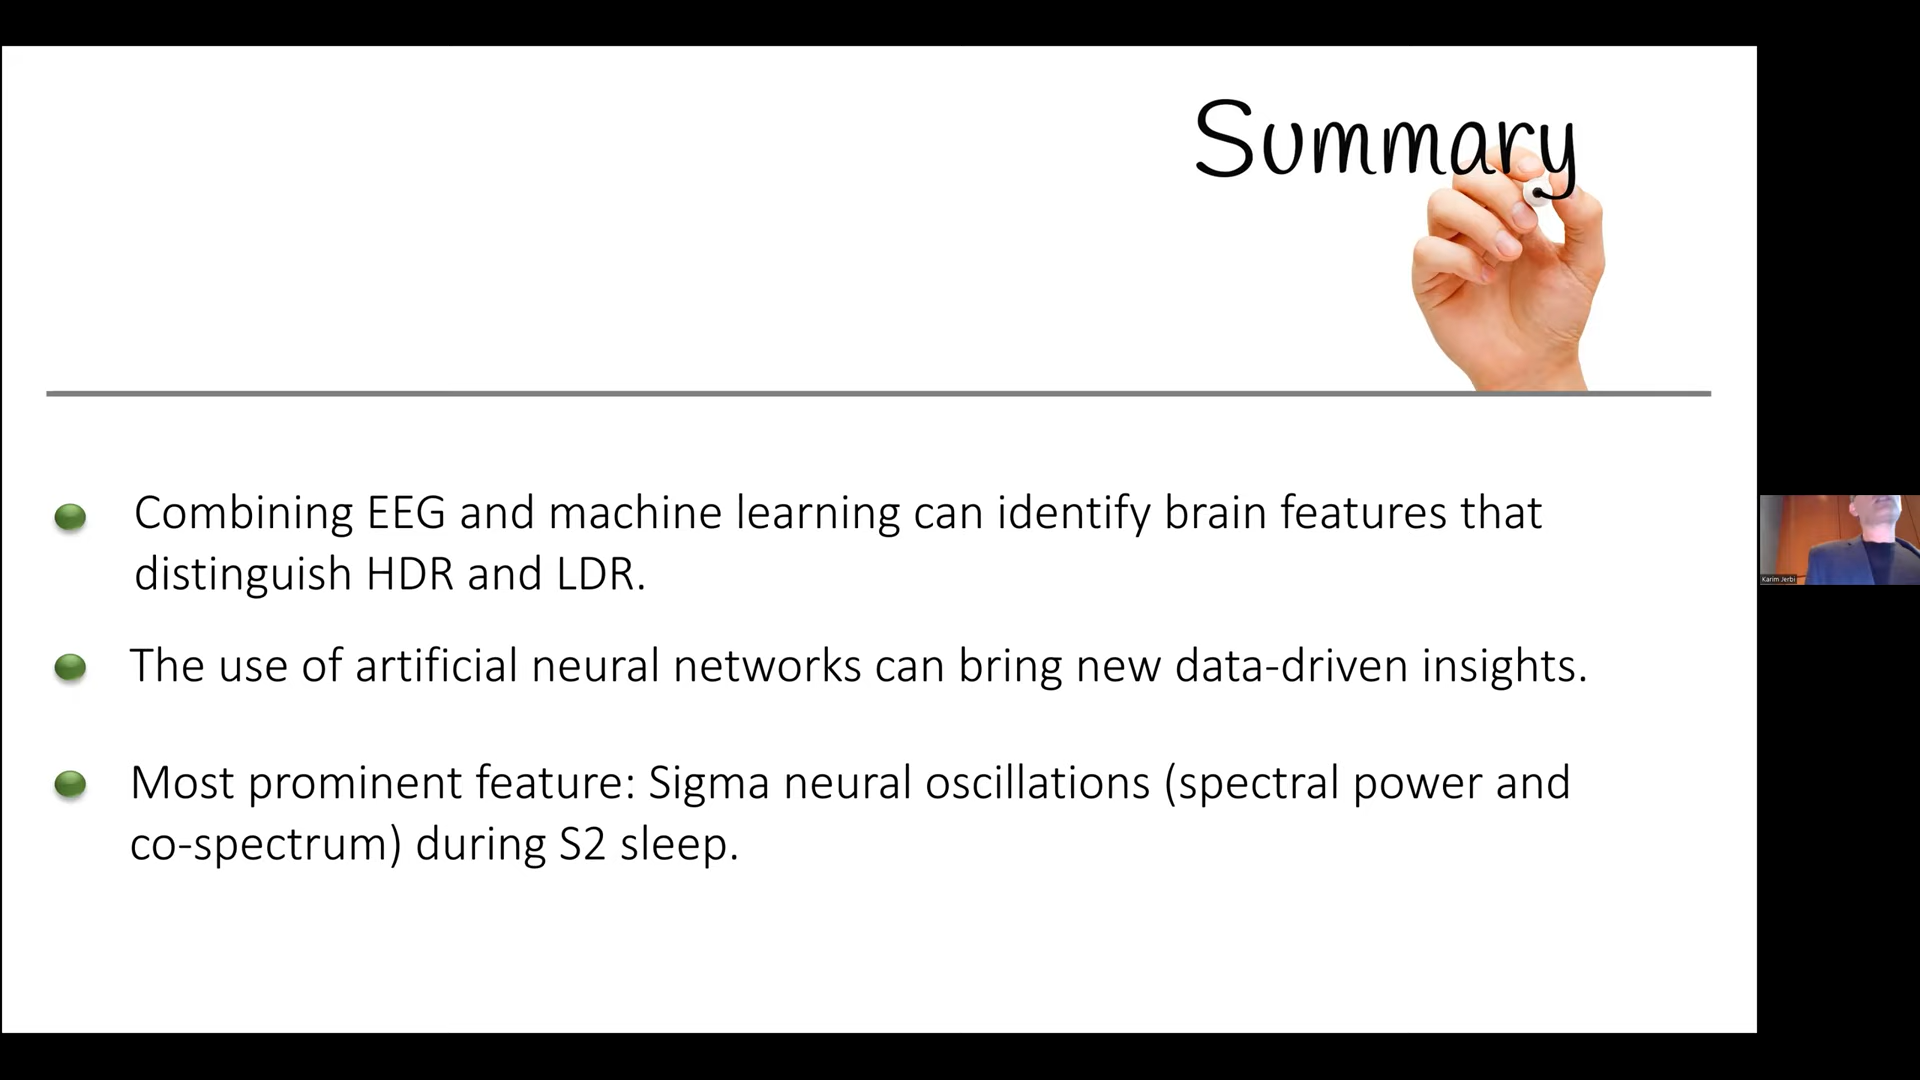 Summary
Combining EEG and machine learning can identify brain features that
distinguish HDR and LDR.
The use of artificial neural networks can bring new data-driven insights.
Most prominent feature: Sigma neural oscillations (spectral power and
co-spectrum) during S2 sleep.
Karim Jerbi